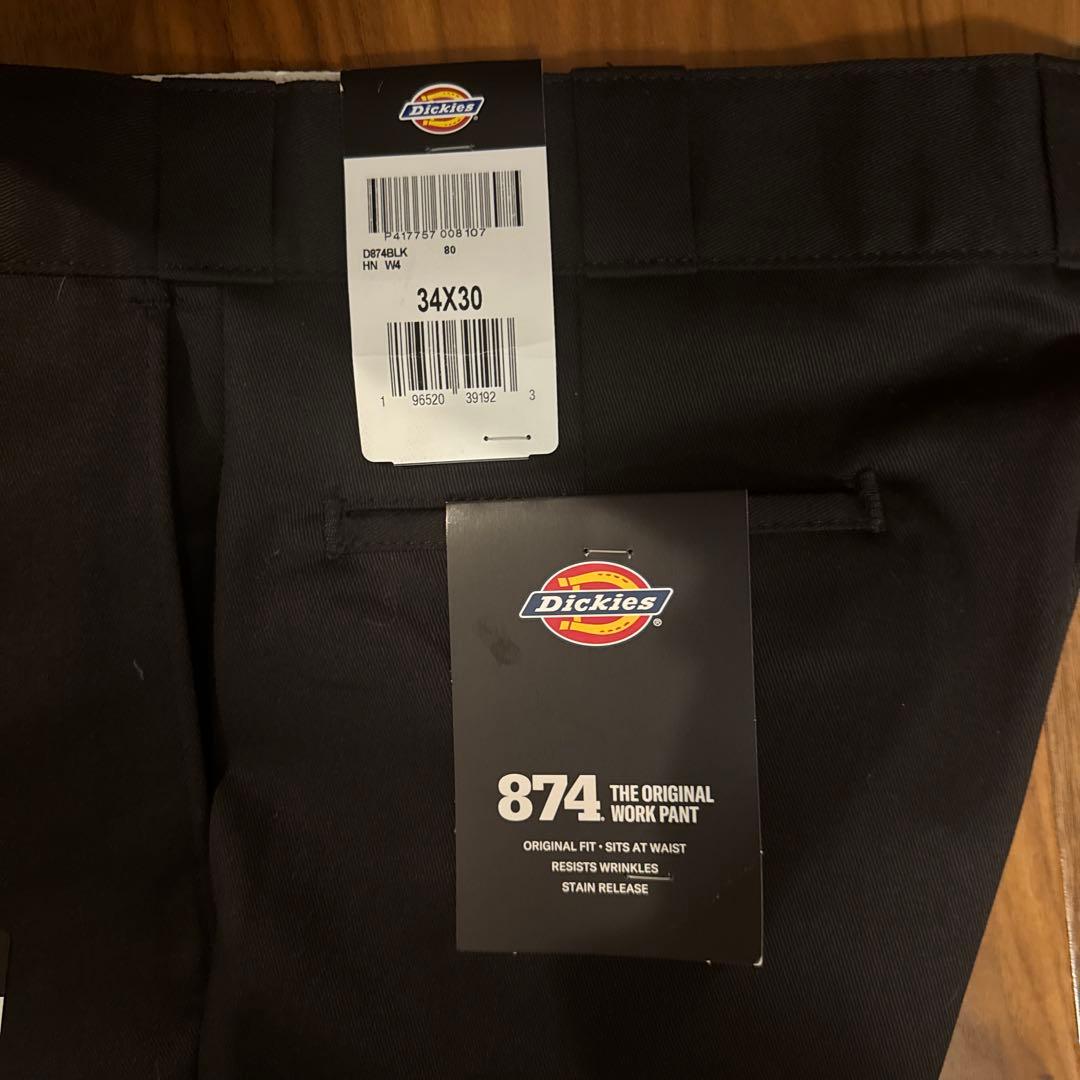 Dickies
P417757 008107
D874BLK 80
HN W4
34X30
1 96520 39192 3
Dickies
®
874® THE ORIGINAL
WORK PANT
ORIGINAL FIT • SITS AT WAIST
RESISTS WRINKLES
STAIN RELEASE